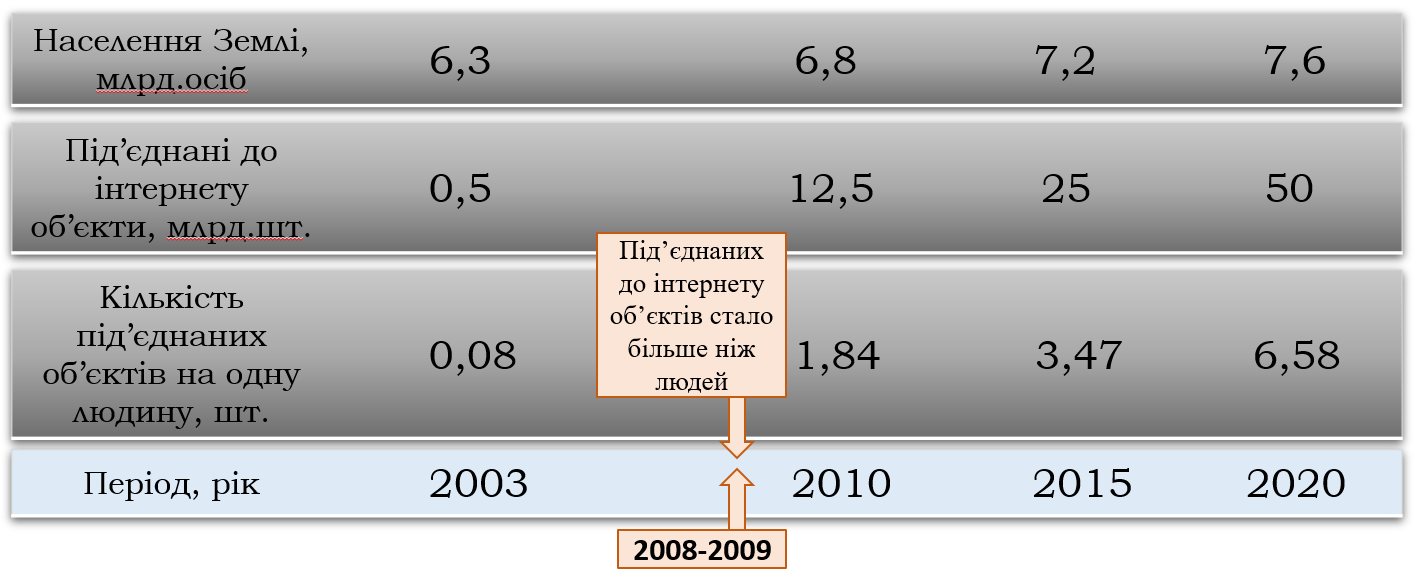 Населення Землі,
млрд.осіб
6,3 6,8 7,2 7,6
Під’єднані до
інтернету
об’єкти, млрд.шт.
0,5 12,5 25 50
Під’єднаних
до інтернету
об’єктів стало
більше ніж
людей
Кількість
під’єднаних
об’єктів на одну
людину, шт.
0,08 1,84 3,47 6,58
Період, рік
2003 2010 2015 2020
2008-2009